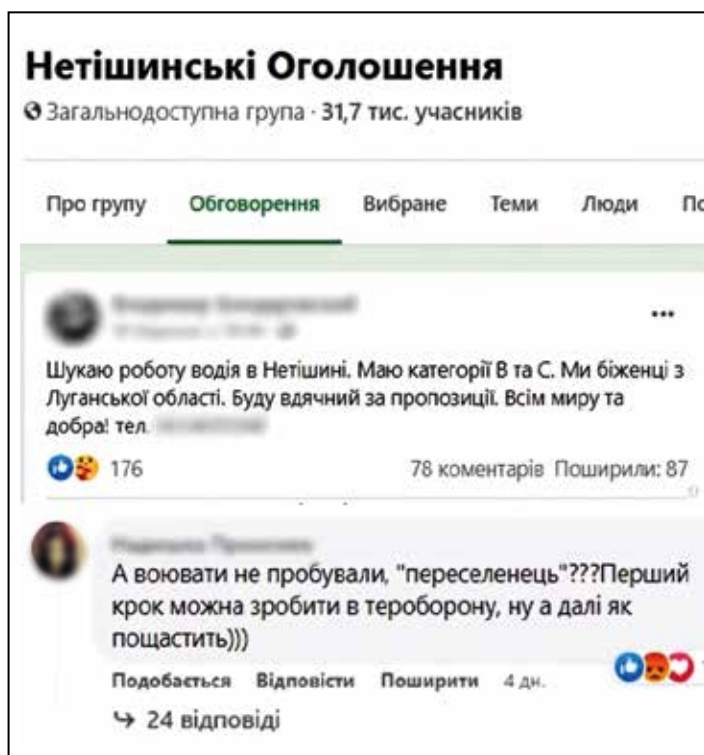 Нетішинські Оголошення
Загальнодоступна група · 31,7 тис. учасників
Про групу Обговорення Вибране Теми Люди
Шукаю роботу водія в Нетішині. Маю категорії В та С. Ми біженці з
Луганської області. Буду вдячний за пропозиції. Всім миру та
добра! тел.
176 78 коментарів Поширили: 87
А воювати не пробували, "переселенець"???Перший
крок можна зробити в тероборону, ну а далі як
пощастить)))
Подобається Відповісти Поширити 4 дн.
24 відповіді